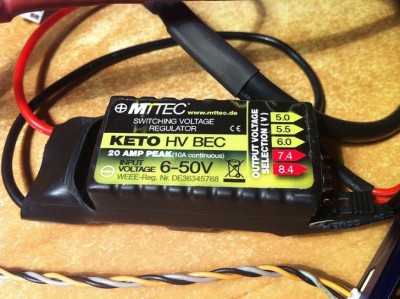 MTTEC www.mttec.de
SWITCHING VOLTAGE
REGULATOR CE
KETO HV BEC
20 AMP PEAK(10A continuous)
INPUT
VOLTAGE 6-50V
WEEE-Reg. Nr. DE36345768
OUTPUT VOLTAGE
SELECTION (V)
5.0
5.5
6.0
7.4
8.4